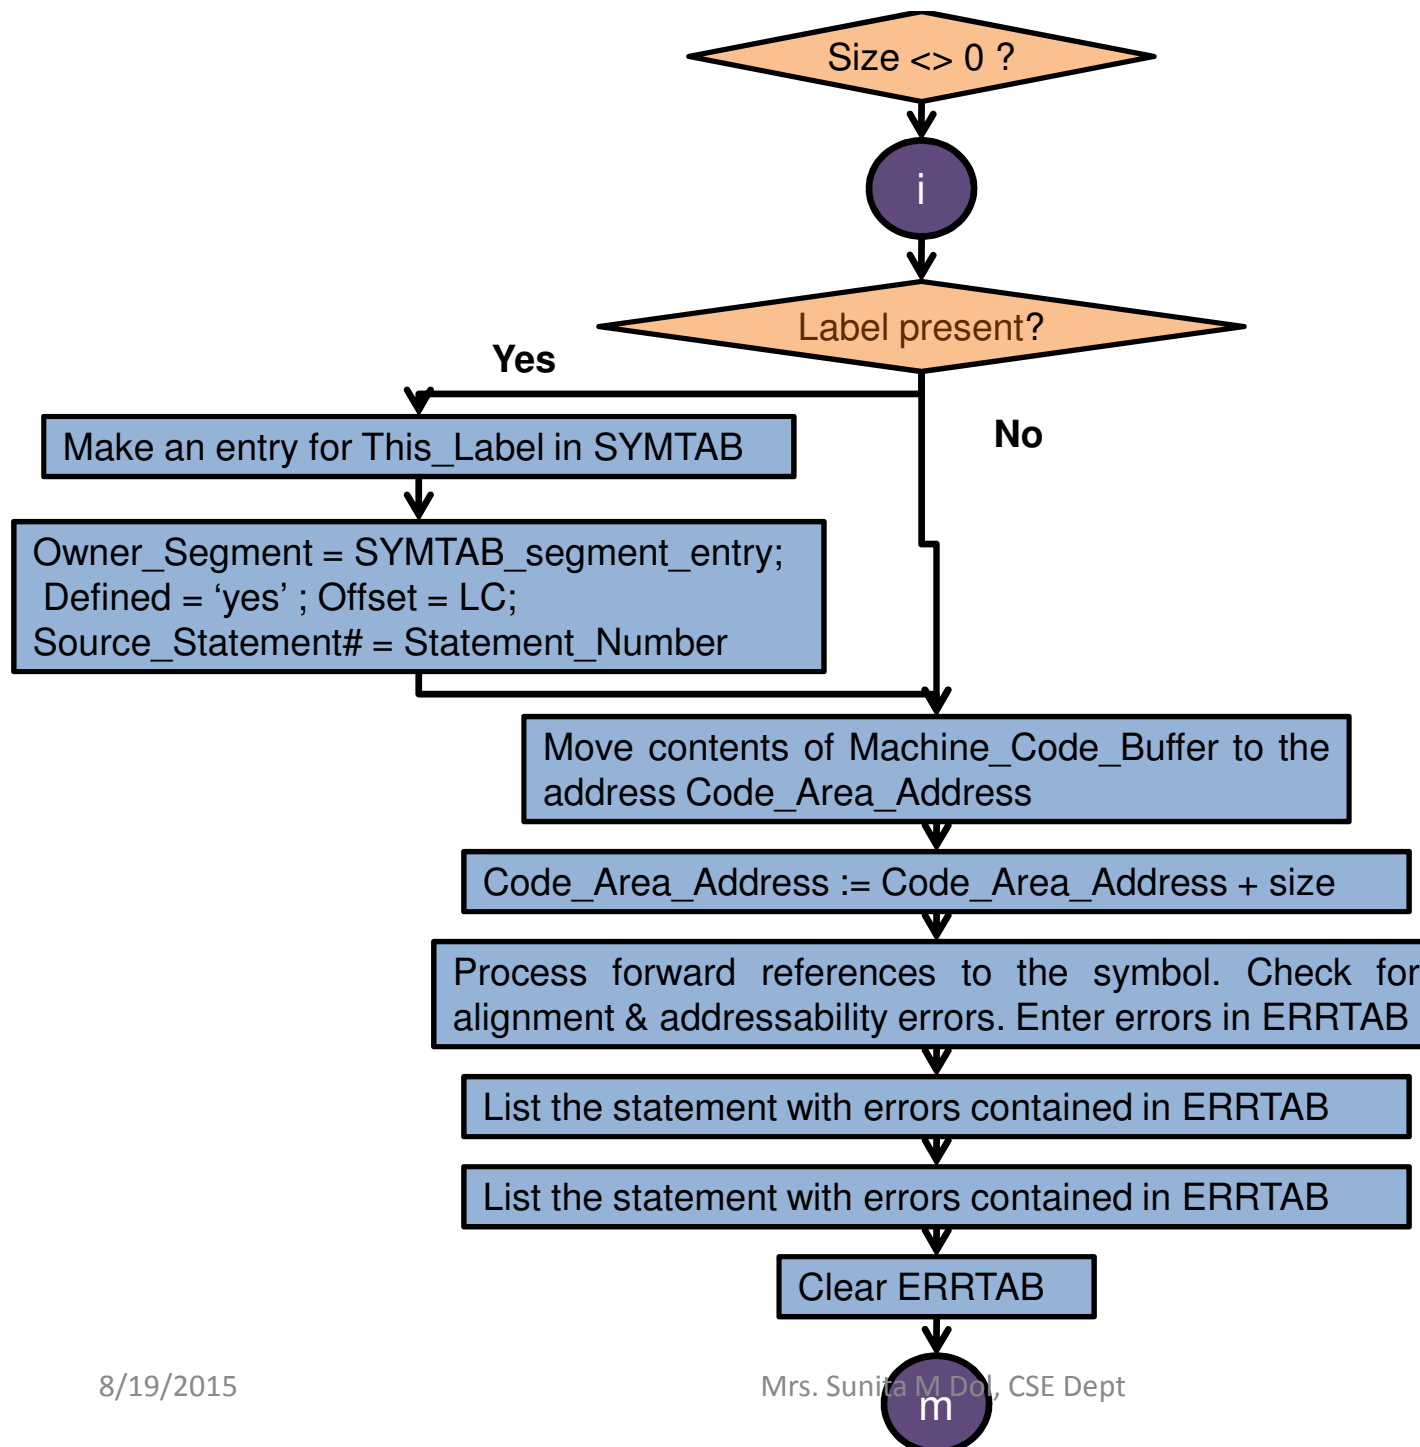 Size <> 0 ?
i
Label present?
Yes
No
Make an entry for This_Label in SYMTAB
Owner_Segment = SYMTAB_segment_entry;
Defined = ‘yes’ ; Offset = LC;
Source_Statement# = Statement_Number
Move contents of Machine_Code_Buffer to the
address Code_Area_Address
Code_Area_Address := Code_Area_Address + size
Process forward references to the symbol. Check for
alignment & addressability errors. Enter errors in ERRTAB
List the statement with errors contained in ERRTAB
List the statement with errors contained in ERRTAB
Clear ERRTAB
8/19/2015
Mrs. Sunita M Dol, CSE Dept
m